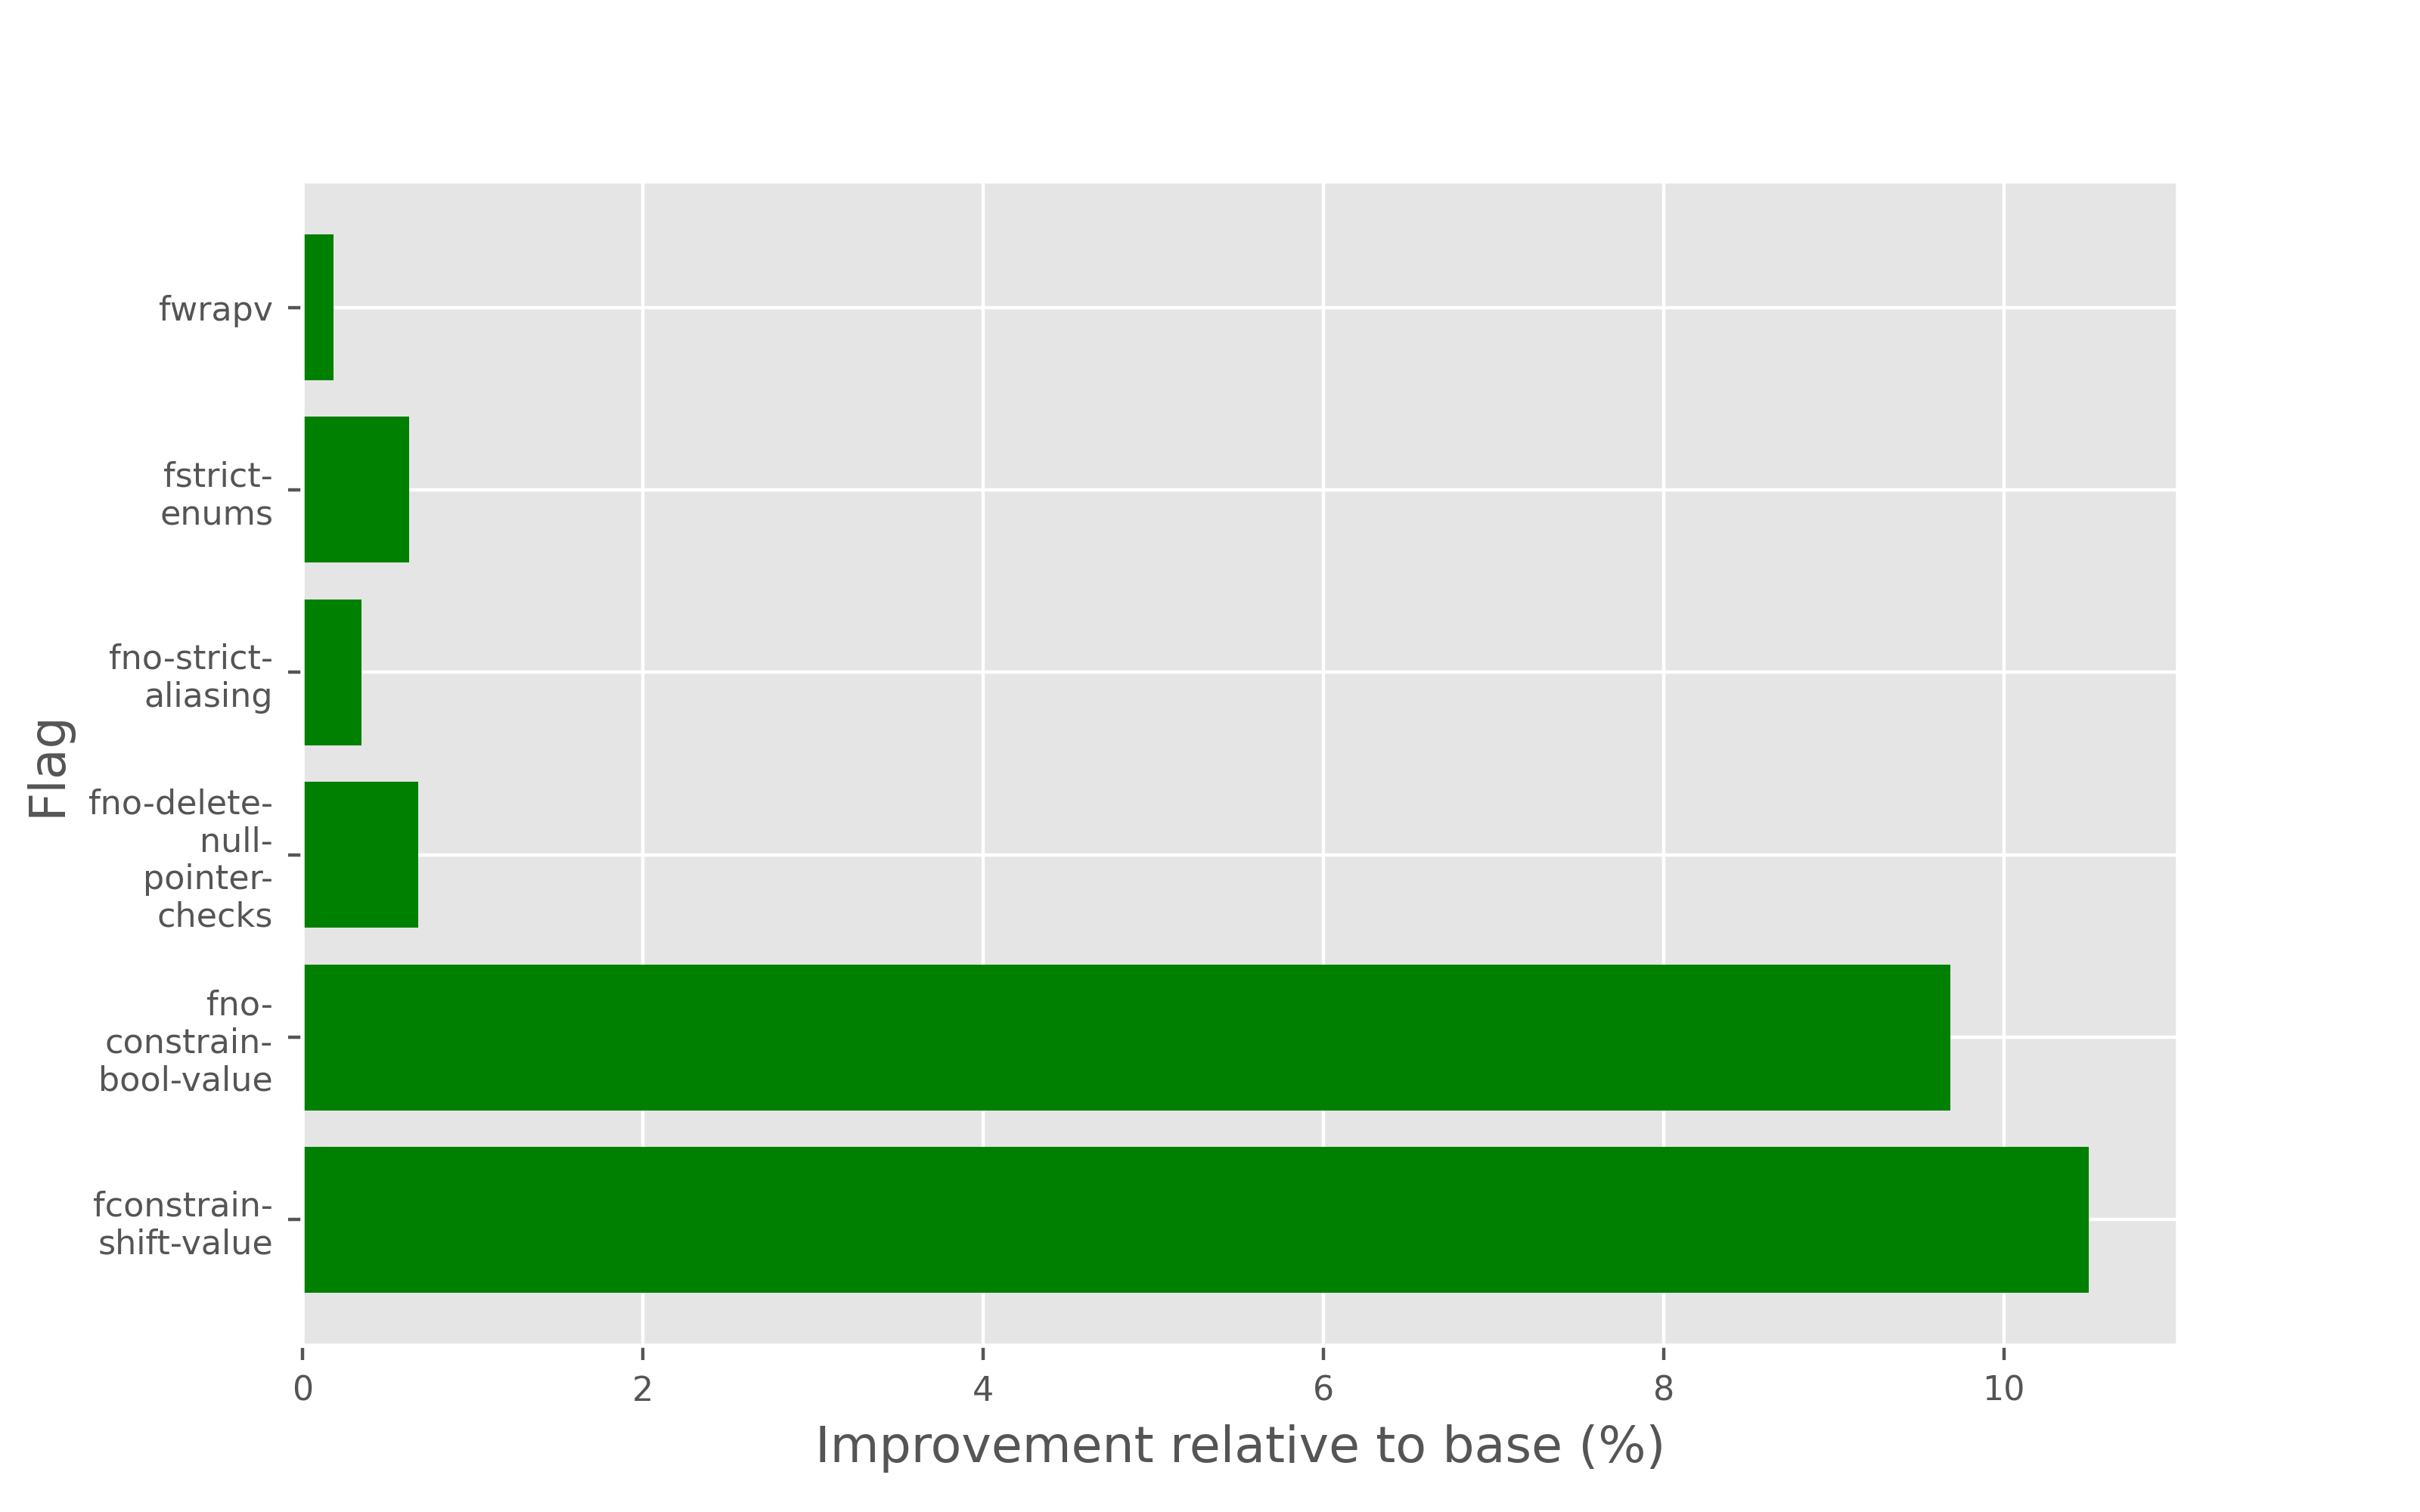 fwrapv
fstrict-
enums
fno-strict-
aliasing
Flag
fno-delete-
null-
pointer-
checks
fno-
constrain-
bool-value
fconstrain-
shift-value
0 2 4 6 8 10
Improvement relative to base (%)